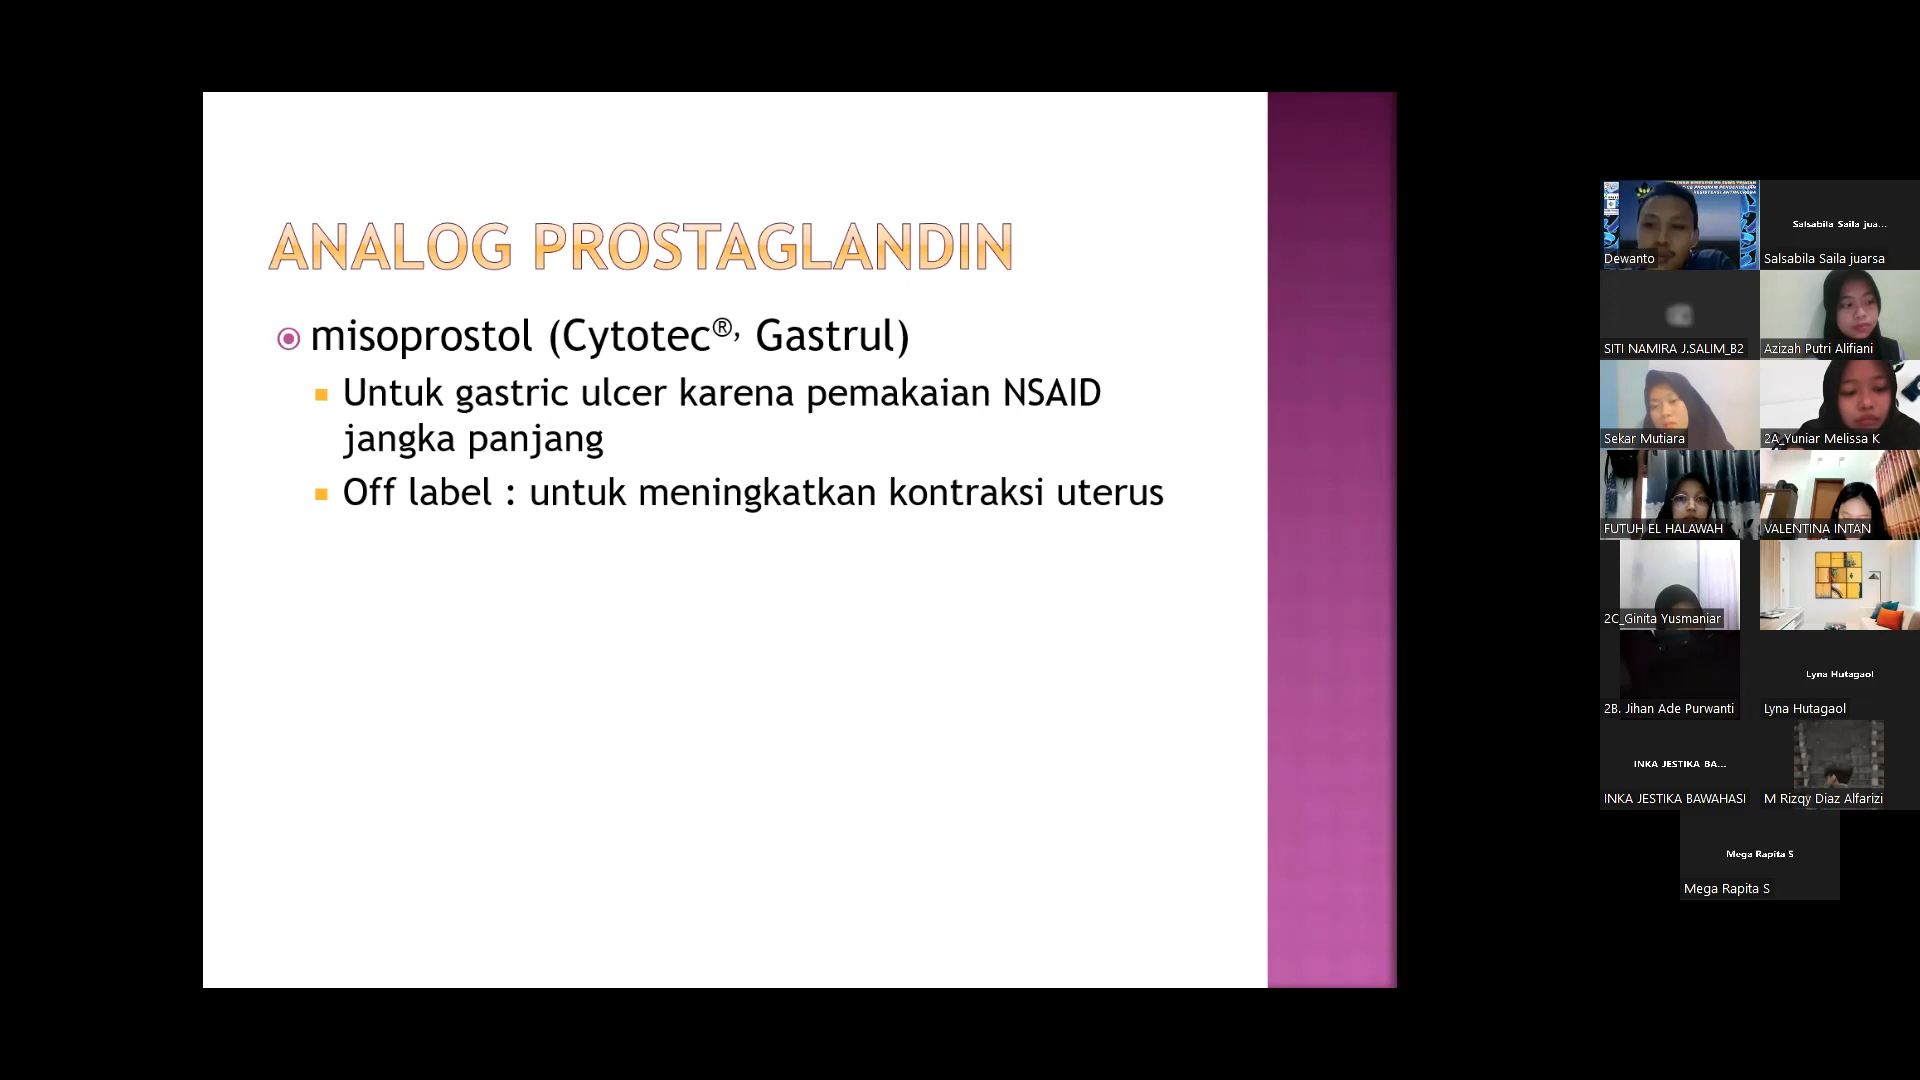 ANALOG PROSTAGLANDIN
misoprostol (Cytotec®, Gastrul)
Untuk gastric ulcer karena pemakaian NSAID
jangka panjang
Off label : untuk meningkatkan kontraksi uterus
Dewanto
Salsabila Saila jua...
Salsabila Saila juarsa
SITI NAMIRA J.SALIM_B2
Azizah Putri Alifiani
Sekar Mutiara
2A_Yuniar Melissa K
FUTUH EL HALAWAH
VALENTINA INTAN
2C_Ginita Yusmaniar
2B. Jihan Ade Purwanti
Lyna Hutagaol
Lyna Hutagaol
INKA JESTIKA BA...
INKA JESTIKA BAWAHASI
M Rizqy Diaz Alfarizi
Mega Rapita S
Mega Rapita S